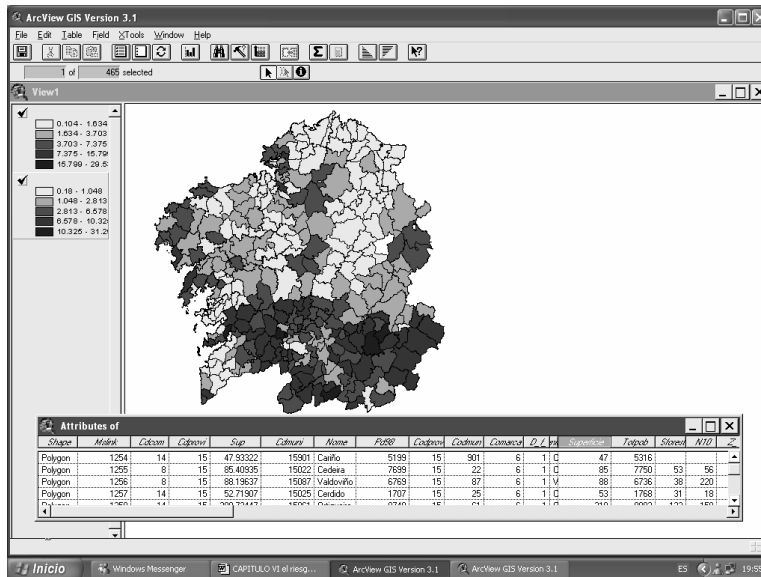 ArcView GIS Version 3.1
File Edit Table Field XTools Window Help
1 of 465 selected
View1
0.104 - 1.634
1.634 - 3.703
3.703 - 7.375
7.375 - 15.79
15.799 - 29.5
0.18 - 1.048
1.048 - 2.813
2.813 - 6.578
6.578 - 10.32
10.325 - 31.2
Attributes of
Shape Mslink Cdcom Cdprovi Sup Cdmuni Nome Pd98 Codprov Codmun Comarca D_I Superficie Totpob Sforest N10 Z_
Polygon 1254 14 15 47.93322 15901 Cariño 5199 15 901 6 1 47 5316
Polygon 1255 8 15 85.40935 15022 Cedeira 7699 15 22 6 1 C 85 7750 53 56
Polygon 1256 8 15 88.19637 15087 Valdoviño 6769 15 87 6 1 V 88 6736 38 220
Polygon 1257 14 15 52.71907 15025 Cerdido 1707 15 25 6 1 C 53 1768 31 18
Inicio Windows Messenger CAPITULO VI el riesg... ArcView GIS Version 3.1 ArcView GIS Version 3.1 ES 19:55